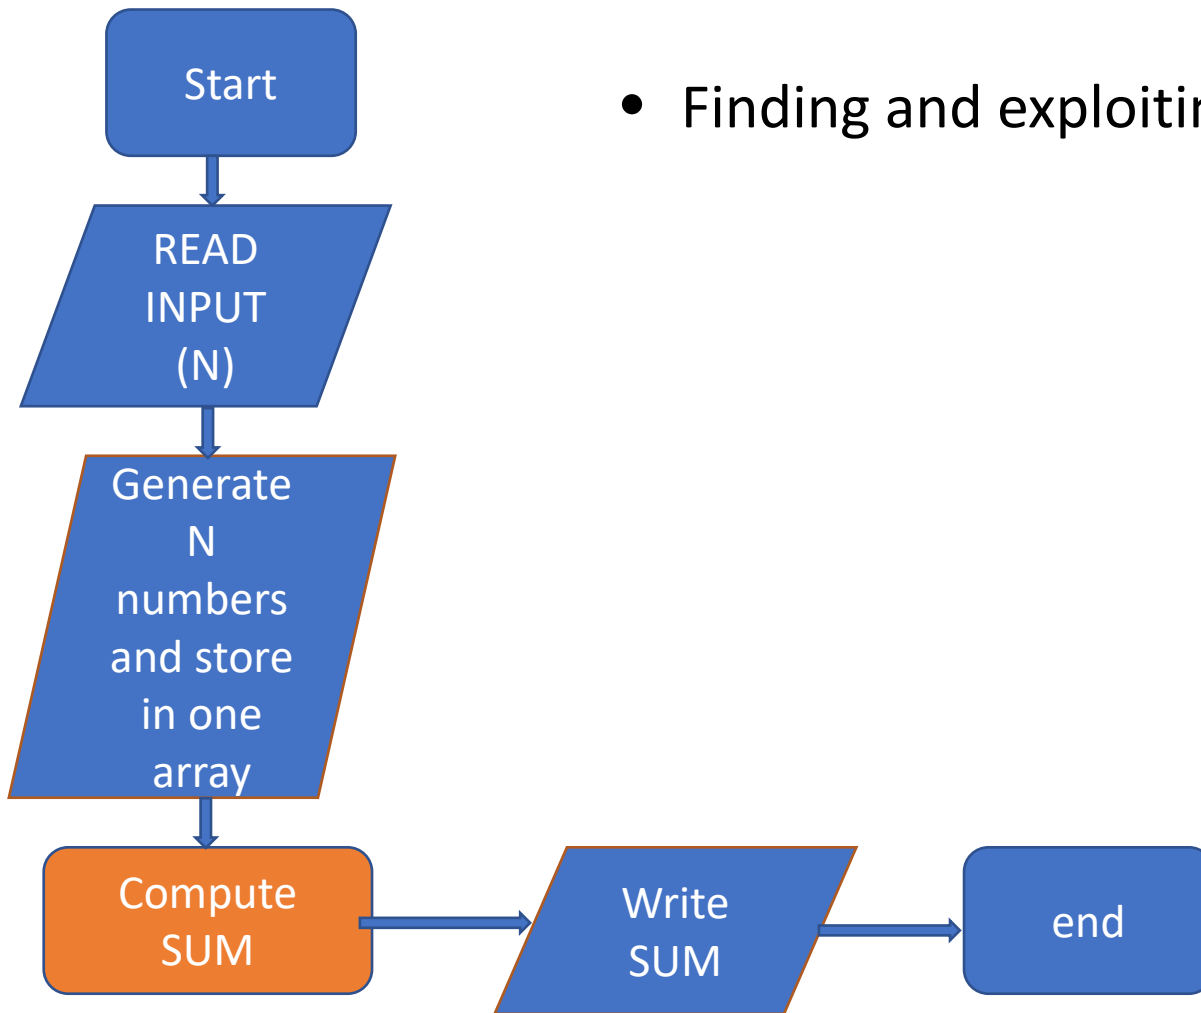 Start
• Finding and exploitin
READ
INPUT
(N)
Generate
N
numbers
and store
in one
array
Compute
SUM
Write
SUM
end